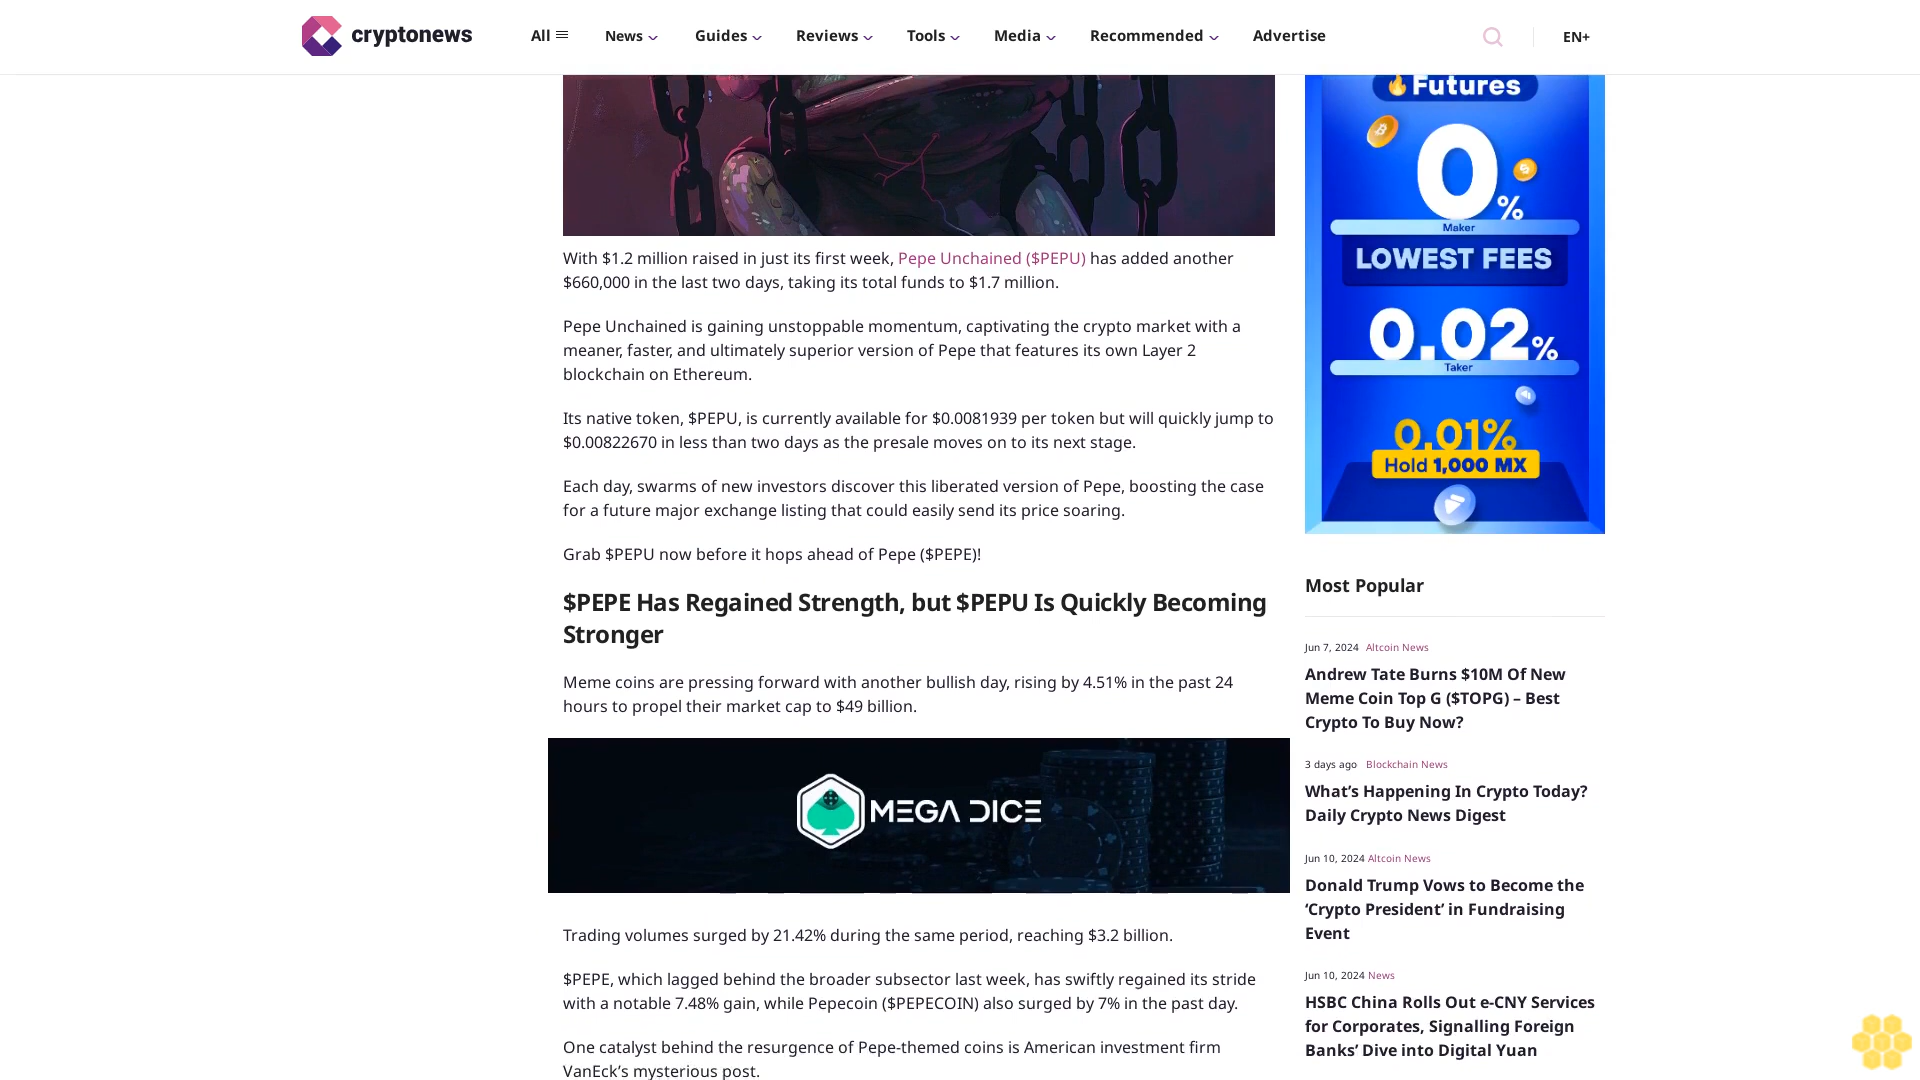 cryptonews
All
News
Guides
Reviews
Tools
Media
Recommended
Advertise
EN+
With $1.2 million raised in just its first week, Pepe Unchained ($PEPU) has added another
$660,000 in the last two days, taking its total funds to $1.7 million.
Pepe Unchained is gaining unstoppable momentum, captivating the crypto market with a
meaner, faster, and ultimately superior version of Pepe that features its own Layer 2
blockchain on Ethereum.
Its native token, $PEPU, is currently available for $0.0081939 per token but will quickly jump to
$0.00822670 in less than two days as the presale moves on to its next stage.
Each day, swarms of new investors discover this liberated version of Pepe, boosting the case
for a future major exchange listing that could easily send its price soaring.
Grab $PEPU now before it hops ahead of Pepe ($PEPE)!
$PEPE Has Regained Strength, but $PEPU Is Quickly Becoming
Stronger
Meme coins are pressing forward with another bullish day, rising by 4.51% in the past 24
hours to propel their market cap to $49 billion.
MEGA DICE
Trading volumes surged by 21.42% during the same period, reaching $3.2 billion.
$PEPE, which lagged behind the broader subsector last week, has swiftly regained its stride
with a notable 7.48% gain, while Pepecoin ($PEPECOIN) also surged by 7% in the past day.
One catalyst behind the resurgence of Pepe-themed coins is American investment firm
VanEck’s mysterious post.
Futures
0%
Maker
LOWEST FEES
0.02%
Taker
0.01%
Hold 1,000 MX
Most Popular
Jun 7, 2024 Altcoin News
Andrew Tate Burns $10M Of New
Meme Coin Top G ($TOPG) – Best
Crypto To Buy Now?
3 days ago Blockchain News
What’s Happening In Crypto Today?
Daily Crypto News Digest
Jun 10, 2024 Altcoin News
Donald Trump Vows to Become the
‘Crypto President’ in Fundraising
Event
Jun 10, 2024 News
HSBC China Rolls Out e-CNY Services
for Corporates, Signalling Foreign
Banks’ Dive into Digital Yuan